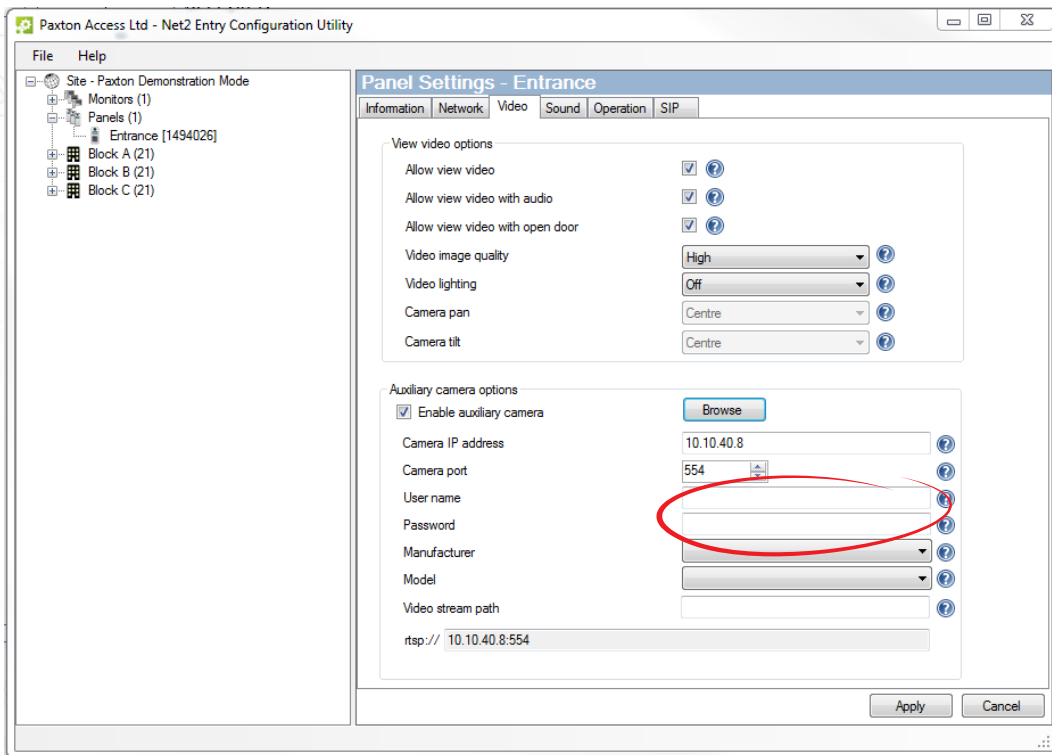 Paxton Access Ltd - Net2 Entry Configuration Utility
File Help
Site - Paxton Demonstration Mode
Monitors (1)
Panels (1)
Entrance [1494026]
Block A (21)
Block B (21)
Block C (21)
Panel Settings - Entrance
Information Network Video Sound Operation SIP
View video options
Allow view video
Allow view video with audio
Allow view video with open door
Video image quality High
Video lighting Off
Camera pan Centre
Camera tilt Centre
Auxiliary camera options
Enable auxiliary camera Browse
Camera IP address 10.10.40.8
Camera port 554
User name
Password
Manufacturer
Model
Video stream path
rtsp:// 10.10.40.8:554
Apply Cancel